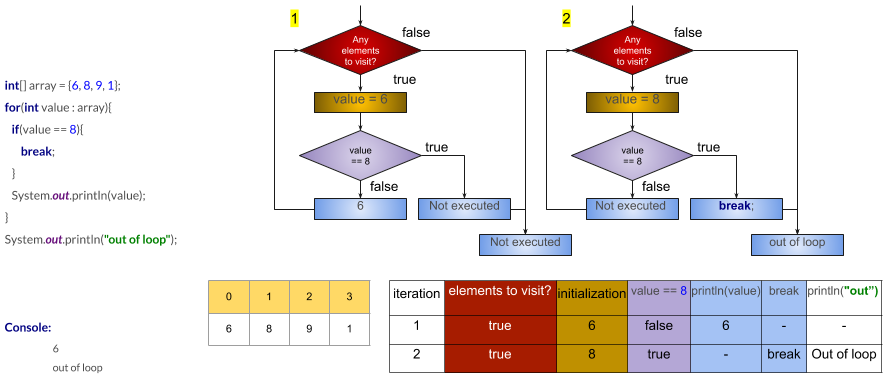 int[] array = {6, 8, 9, 1};
for(int value : array){
if(value == 8){
break;
}
System.out.println(value);
}
System.out.println("out of loop");
Console:
6
out of loop
1
Any
elements
to visit?
false
true
value = 6
value
== 8
true
false
6
Not executed
Not executed
2
Any
elements
to visit?
false
true
value = 8
value
== 8
true
false
Not executed
break;
out of loop
0 1 2 3
6 8 9 1
iteration elements to visit? initialization value == 8 println(value) break println("out”)
1 true 6 false 6 - -
2 true 8 true - break Out of loop